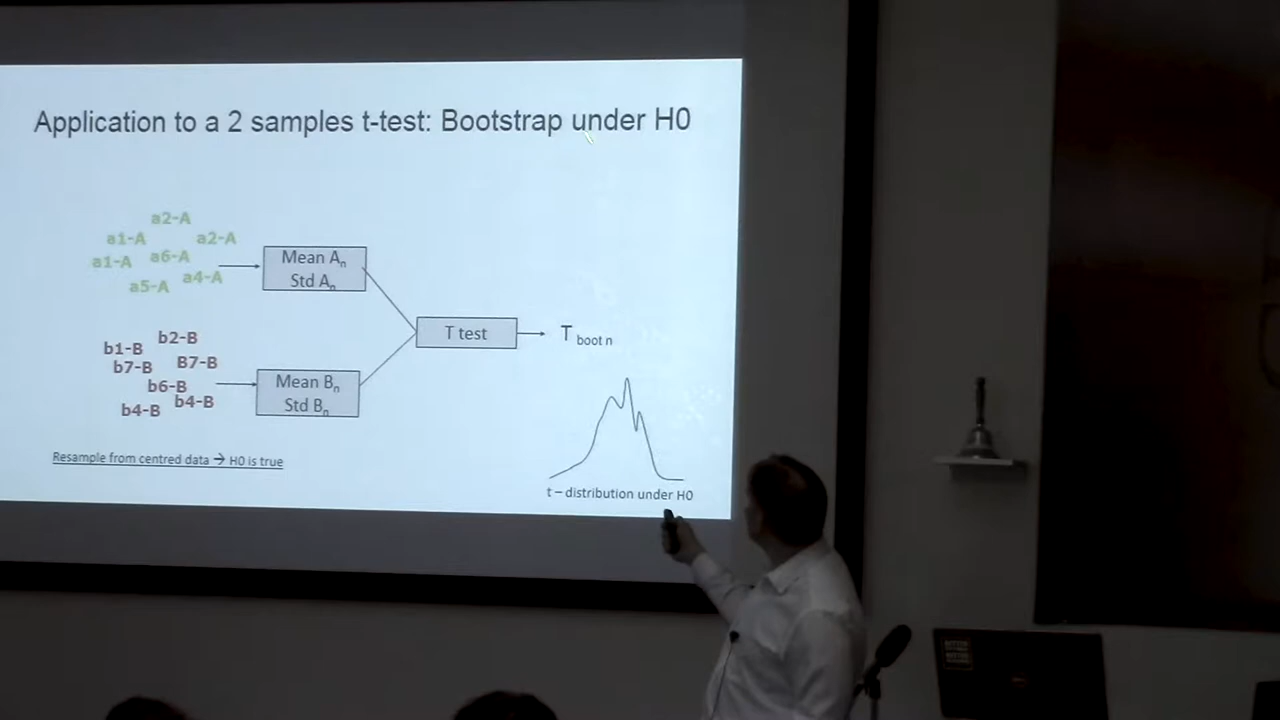 Application to a 2 samples t-test: Bootstrap under H0
a2-A
a1-A a2-A
a1-A a6-A
a5-A a4-A
Mean An
Std An
b2-B
b1-B
b7-B B7-B
b6-B
b4-B b4-B
Mean Bn
Std Bn
T test
T boot n
Resample from centred data → H0 is true
t – distribution under H0